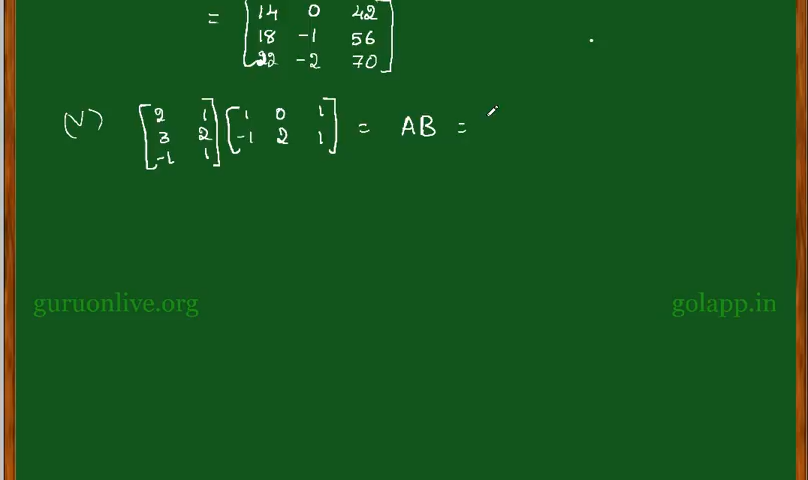 = [ 14 0 42
18 -1 56
22 -2 70 ]
(V) [ 2 1 ] [ 1 0 1 ] = AB =
3 2 -1 2 1
-1 1
guruonlive.org golapp.in